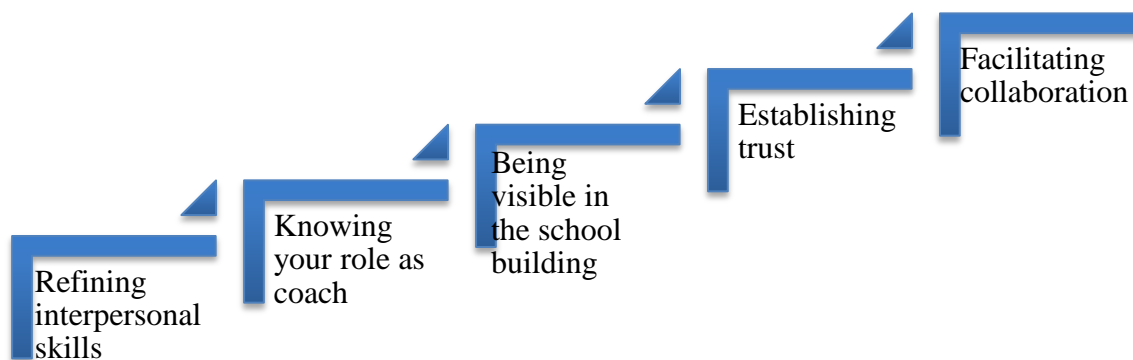 Refining
interpersonal
skills
Knowing
your role as
coach
Being
visible in
the school
building
Establishing
trust
Facilitating
collaboration